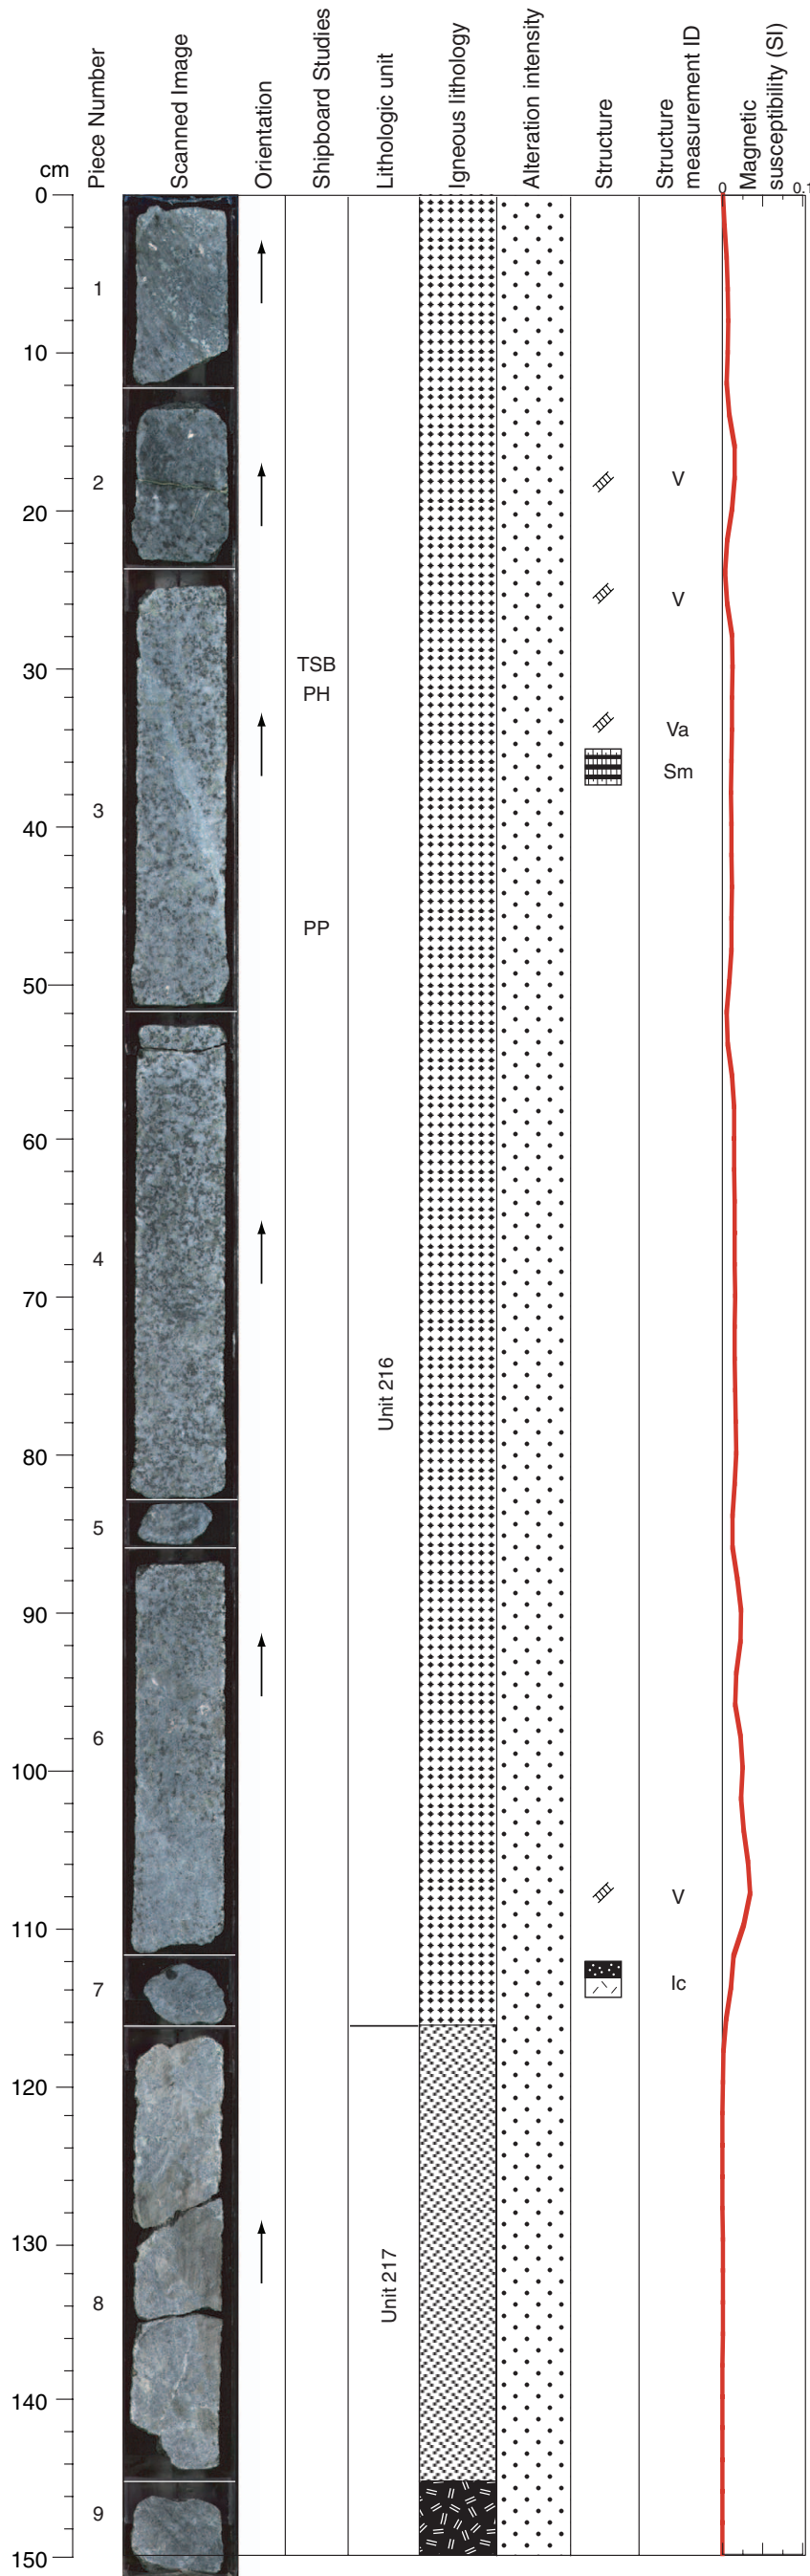 cm
Piece Number
Scanned Image
Orientation
Shipboard Studies
Lithologic unit
Igneous lithology
Alteration intensity
Structure
Structure
measurement ID
Magnetic
susceptibility (SI)
0 0 0.1
1
10
2 V
20
V
TSB
30
PH
Va
Sm
3
40
PP
50
60
4
70
Unit 216
80
5
90
6
100
V
110
7 Ic
120
130
Unit 217
8
140
9
150